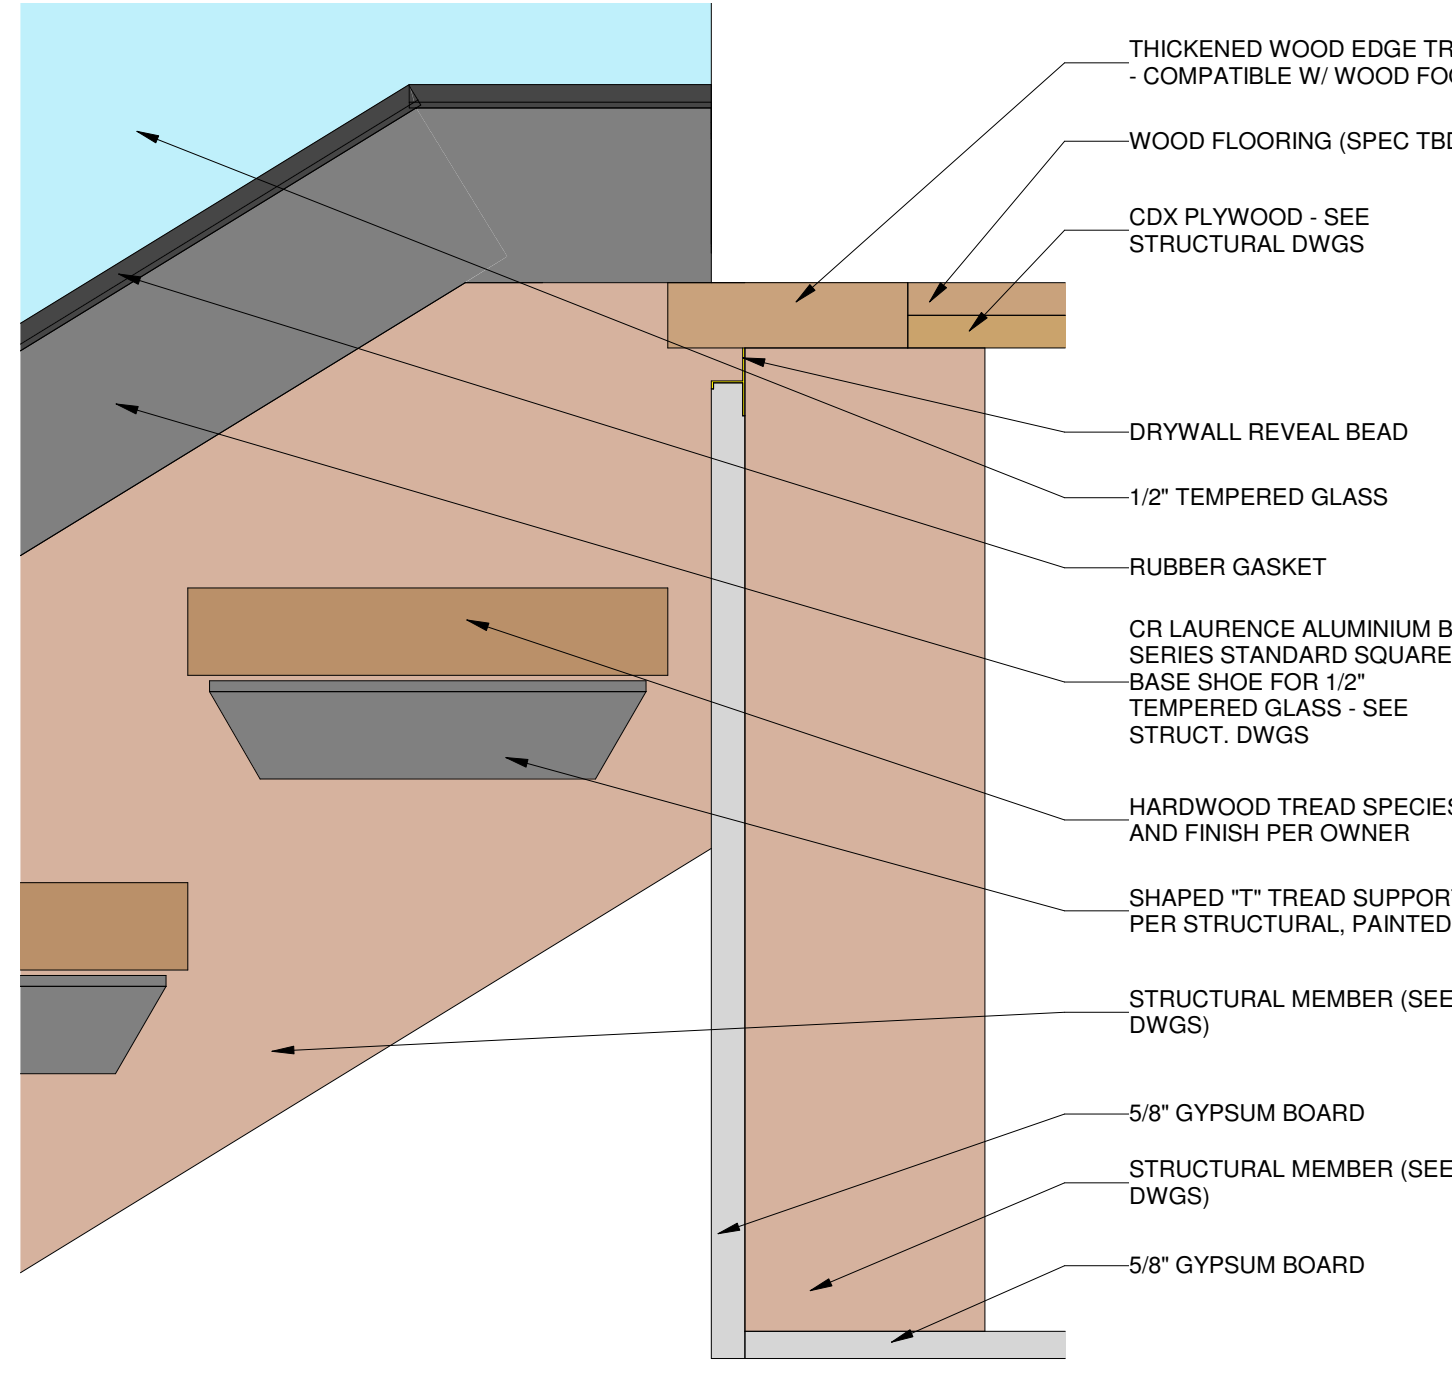 THICKENED WOOD EDGE TR
- COMPATIBLE W/ WOOD FOO
WOOD FLOORING (SPEC TBD
CDX PLYWOOD - SEE
STRUCTURAL DWGS
DRYWALL REVEAL BEAD
1/2" TEMPERED GLASS
RUBBER GASKET
CR LAURENCE ALUMINIUM B
SERIES STANDARD SQUARE
BASE SHOE FOR 1/2"
TEMPERED GLASS - SEE
STRUCT. DWGS
HARDWOOD TREAD SPECIES
AND FINISH PER OWNER
SHAPED "T" TREAD SUPPORT
PER STRUCTURAL, PAINTED
STRUCTURAL MEMBER (SEE
DWGS)
5/8" GYPSUM BOARD
STRUCTURAL MEMBER (SEE
DWGS)
5/8" GYPSUM BOARD